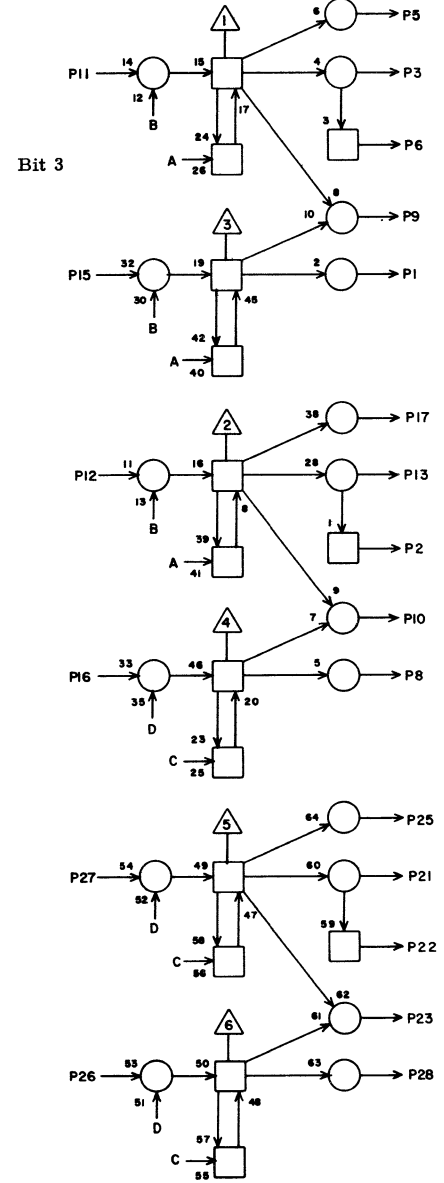 1
6 P5
P11 14 15 4 P3
12 17
B 24 3
A 26 P6
Bit 3
8
3 10 P9
P15 32 19 2 P1
30 45
B 42
A 40
2 38 P17
P12 11 16 28 P13
13 8
B 39 1
A 41 P2
9
4 7 P10
P16 33 46 5 P8
35 20
D 23
C 25
5 64 P25
P27 54 49 60 P21
52 47
D 58 59
C 56 P22
62
6 61 P23
P26 53 50 63 P28
51 48
D 57
C 55